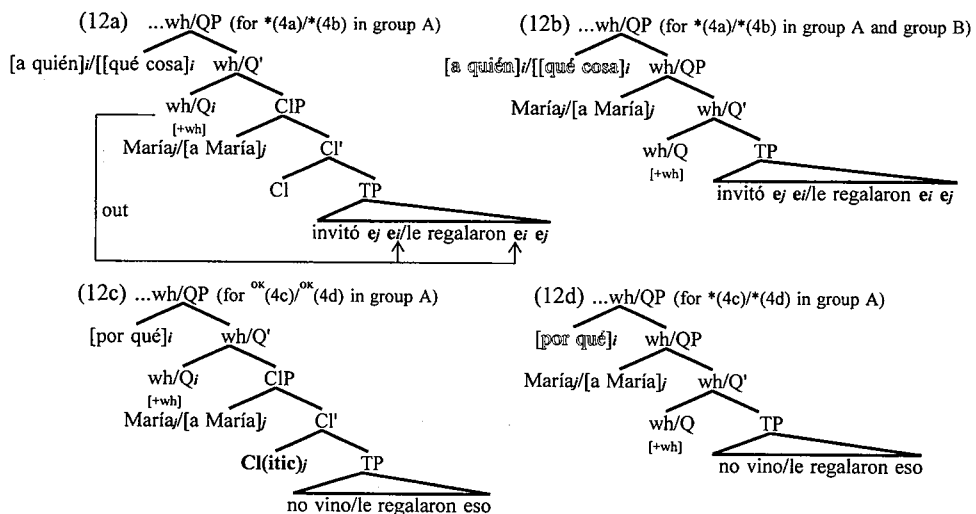 (12a) ...wh/QP (for *(4a)/*(4b) in group A)
[a quién]i/[[qué cosa]i wh/Q'
wh/Qi ClP
[+wh]
Maríaj/[a María]j Cl'
Cl TP
out
invitó ej ei/le regalaron ei ej
(12b) ...wh/QP (for *(4a)/*(4b) in group A and group B)
[a quién]i/[[qué cosa]i wh/QP
Maríaj/[a María]j wh/Q'
wh/Q TP
[+wh]
invitó ej ei/le regalaron ei ej
(12c) ...wh/QP (for ᴼᴷ(4c)/ᴼᴷ(4d) in group A)
[por qué]i wh/Q'
wh/Qi ClP
[+wh]
Maríaj/[a María]j Cl'
Cl(itic)j TP
no vino/le regalaron eso
(12d) ...wh/QP (for *(4c)/*(4d) in group A)
[por qué]i wh/QP
Maríaj/[a María]j wh/Q'
wh/Q TP
[+wh]
no vino/le regalaron eso